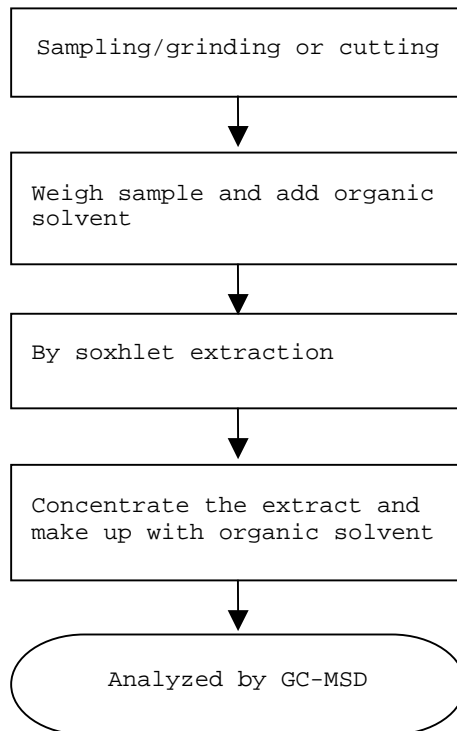 Sampling/grinding or cutting
Weigh sample and add organic
solvent
By soxhlet extraction
Concentrate the extract and
make up with organic solvent
Analyzed by GC-MSD